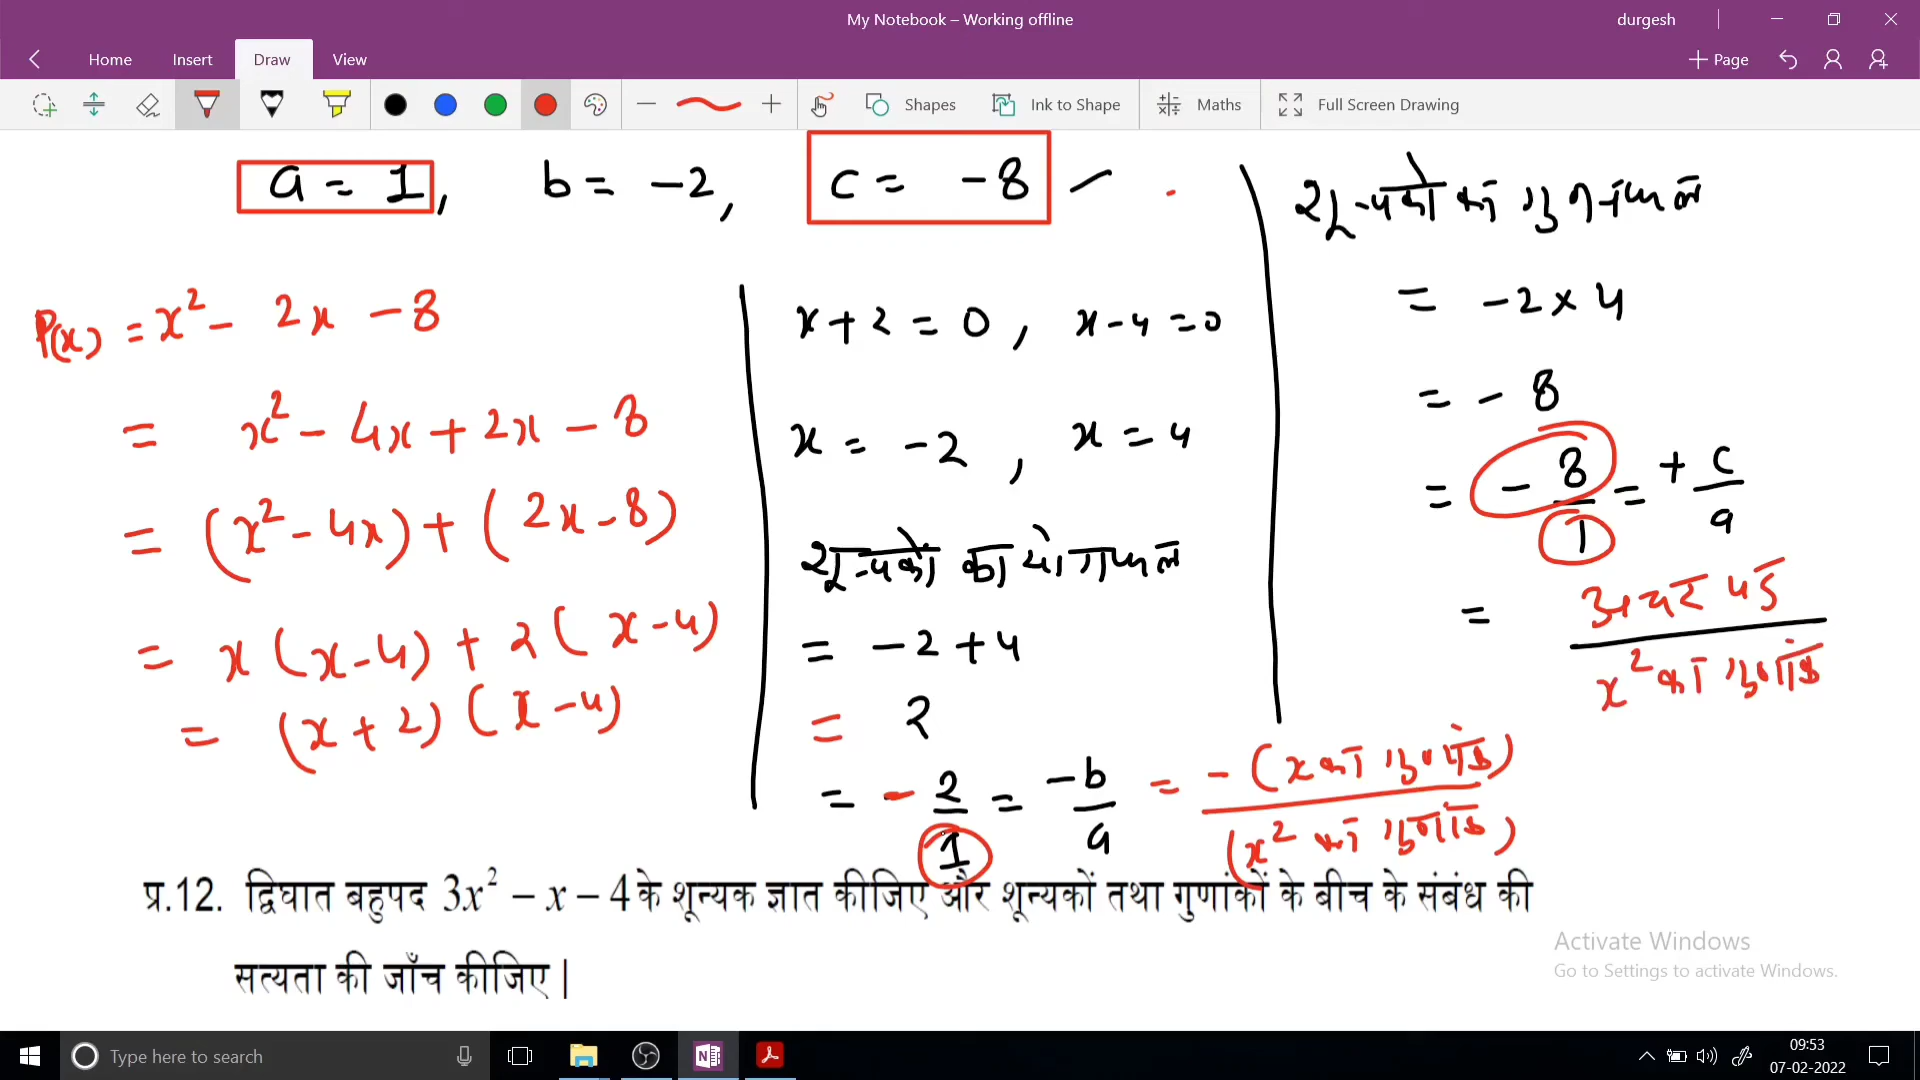 My Notebook – Working offline
durgesh
Home Insert Draw View
Page
Shapes Ink to Shape Maths Full Screen Drawing
a = 1, b = -2, c = -8
P(x) = x² - 2x - 8
= x² - 4x + 2x - 8
= (x² - 4x) + (2x - 8)
= x (x - 4) + 2 (x - 4)
= (x + 2) (x - 4)
x + 2 = 0, x - 4 = 0
x = -2, x = 4
शून्यको का योगफल
= -2 + 4
= 2
= - 2/1 = -b/a = -(x का गुणांक)/(x² का गुणांक)
शून्यको का गुणनफल
= -2 × 4
= -8
= -8/1 = + c/a
= अचर पद/x² का गुणांक
प्र.12. द्विघात बहुपद 3x² – x – 4 के शून्यक ज्ञात कीजिए और शून्यकों तथा गुणांकों के बीच के संबंध की
सत्यता की जाँच कीजिए |
Activate Windows
Go to Settings to activate Windows.
Type here to search
09:53
07-02-2022